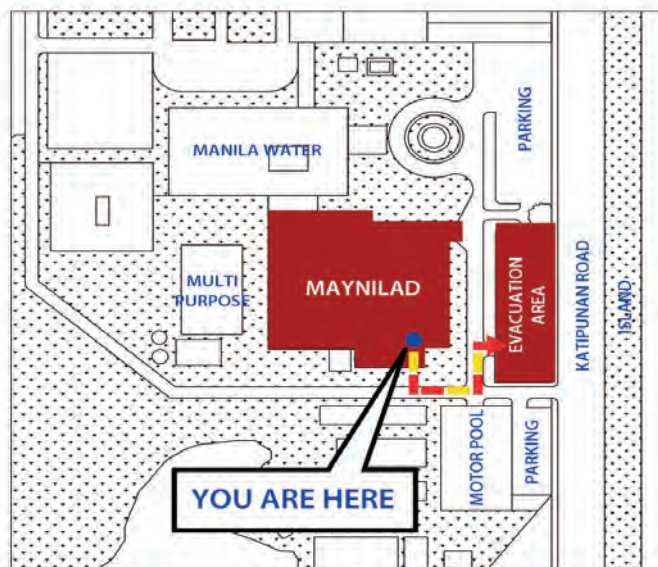 PARKING
MANILA WATER
MULTI
PURPOSE
MAYNILAD
EVACUATION
AREA
KATIPUNAN ROAD
ISLAND
MOTOR POOL
PARKING
YOU ARE HERE